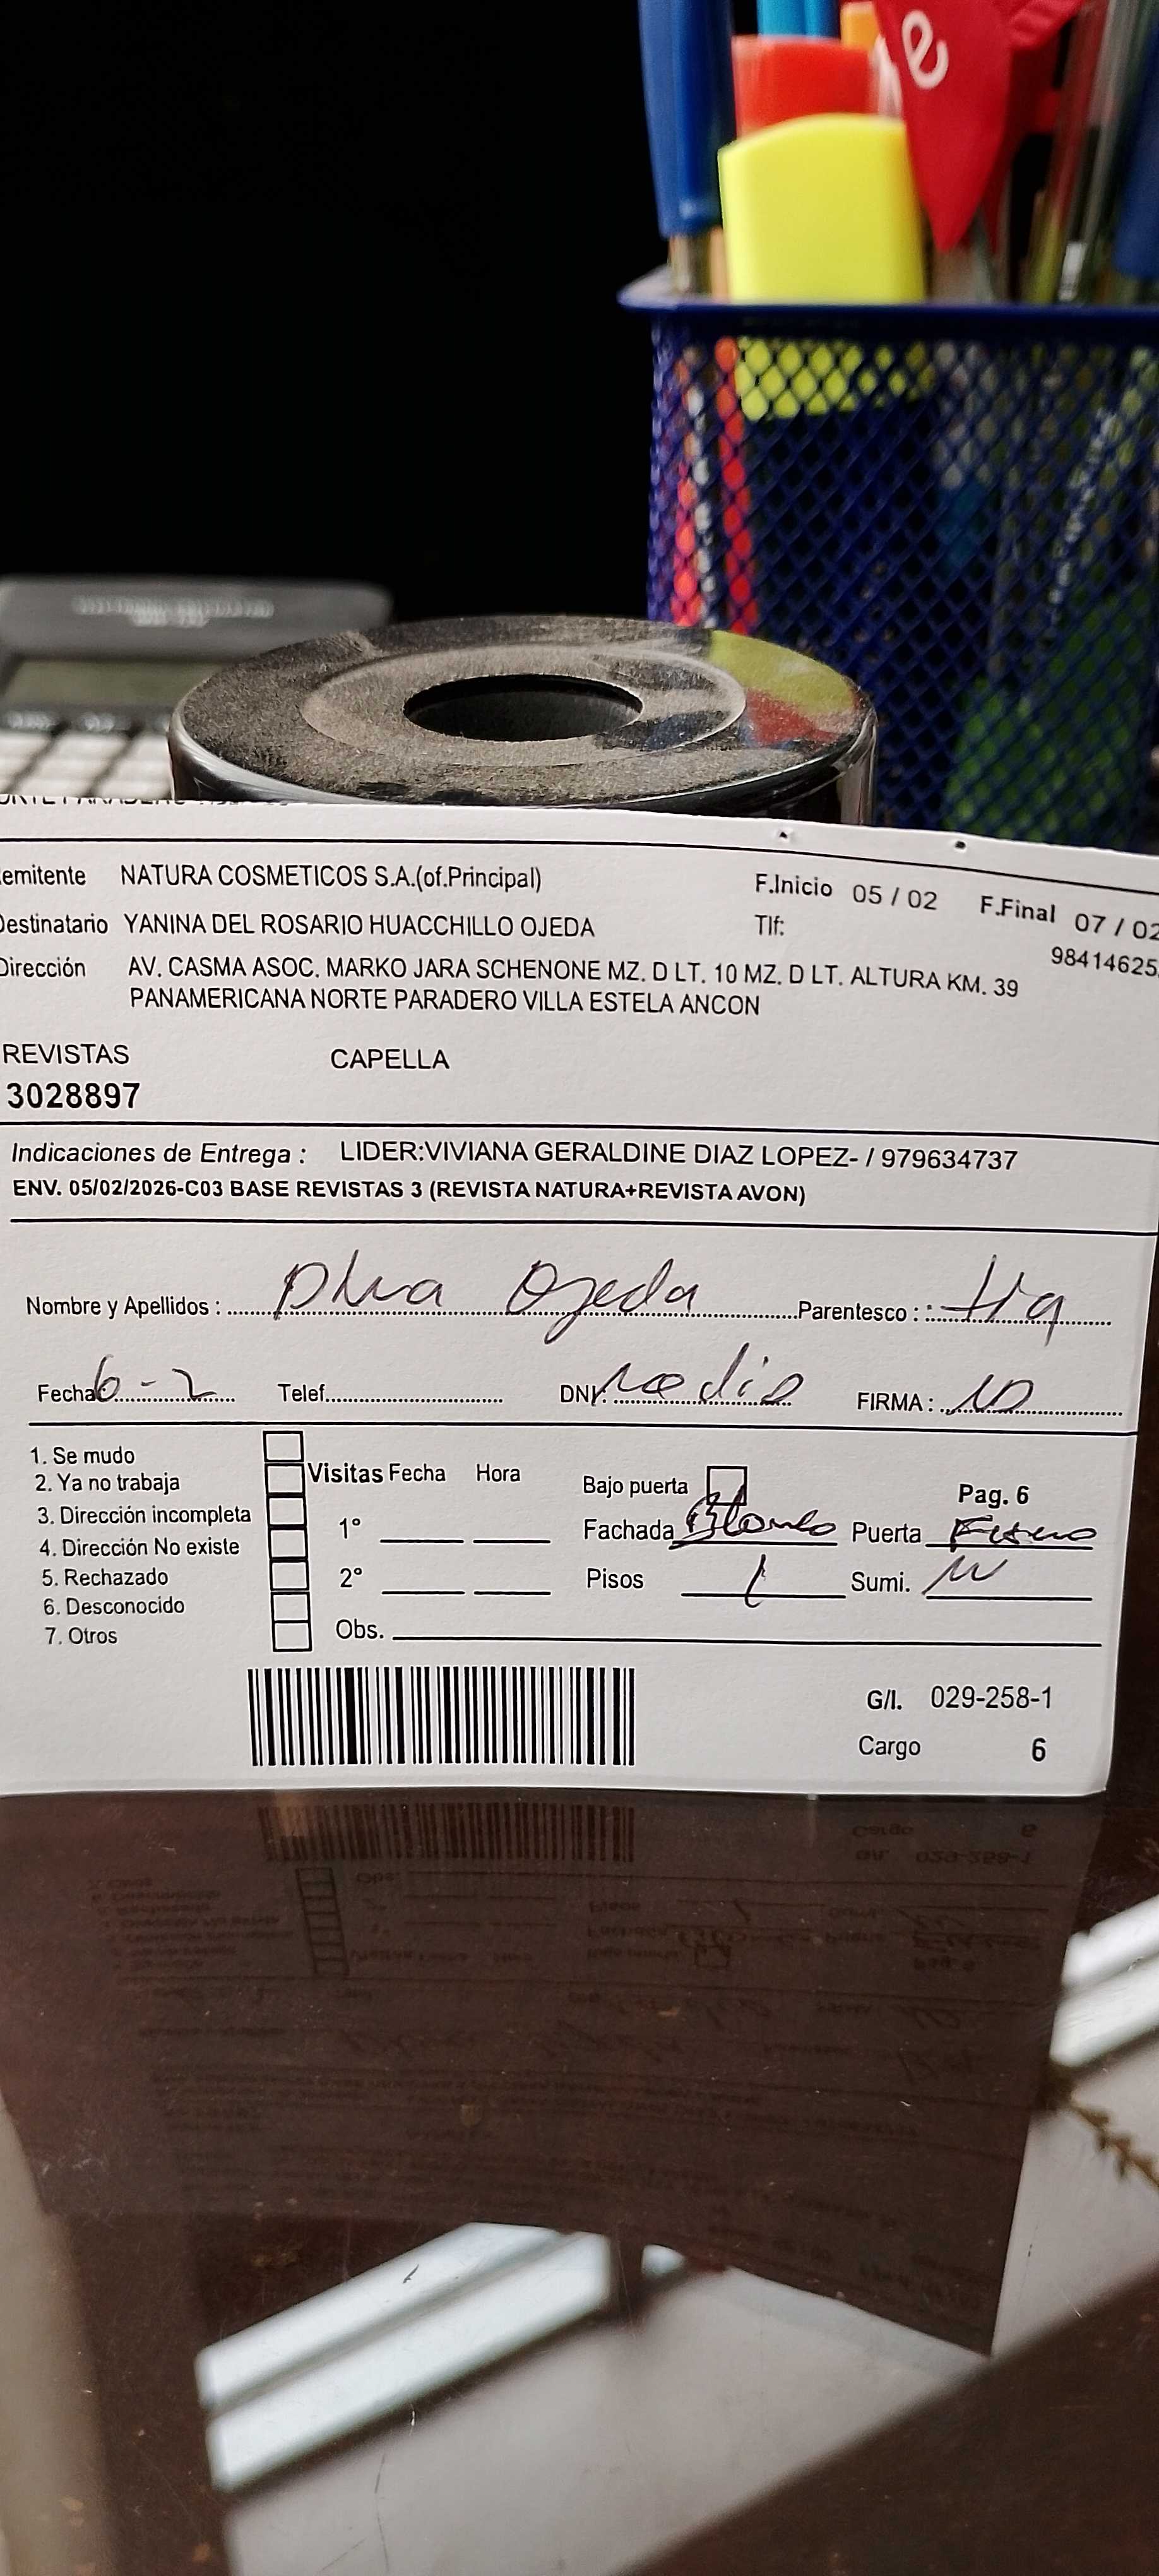 e
Remitente NATURA COSMETICOS S.A.(of.Principal) F.Inicio 05 / 02 F.Final 07 / 02
Destinatario YANINA DEL ROSARIO HUACCHILLO OJEDA Tlf: 98414625
Dirección AV. CASMA ASOC. MARKO JARA SCHENONE MZ. D LT. 10 MZ. D LT. ALTURA KM. 39
PANAMERICANA NORTE PARADERO VILLA ESTELA ANCON
REVISTAS CAPELLA
3028897
Indicaciones de Entrega : LIDER:VIVIANA GERALDINE DIAZ LOPEZ- / 979634737
ENV. 05/02/2026-C03 BASE REVISTAS 3 (REVISTA NATURA+REVISTA AVON)
Nombre y Apellidos : Ojeda Parentesco :
Fecha: 6-2 Telef. DNI: FIRMA :
1. Se mudo
2. Ya no trabaja
3. Dirección incompleta
4. Dirección No existe
5. Rechazado
6. Desconocido
7. Otros
Visitas Fecha Hora
1°
2°
Obs.
Bajo puerta Pag. 6
Fachada Blanco Puerta Fierro
Pisos 1 Sumi.
G/I. 029-258-1
Cargo 6